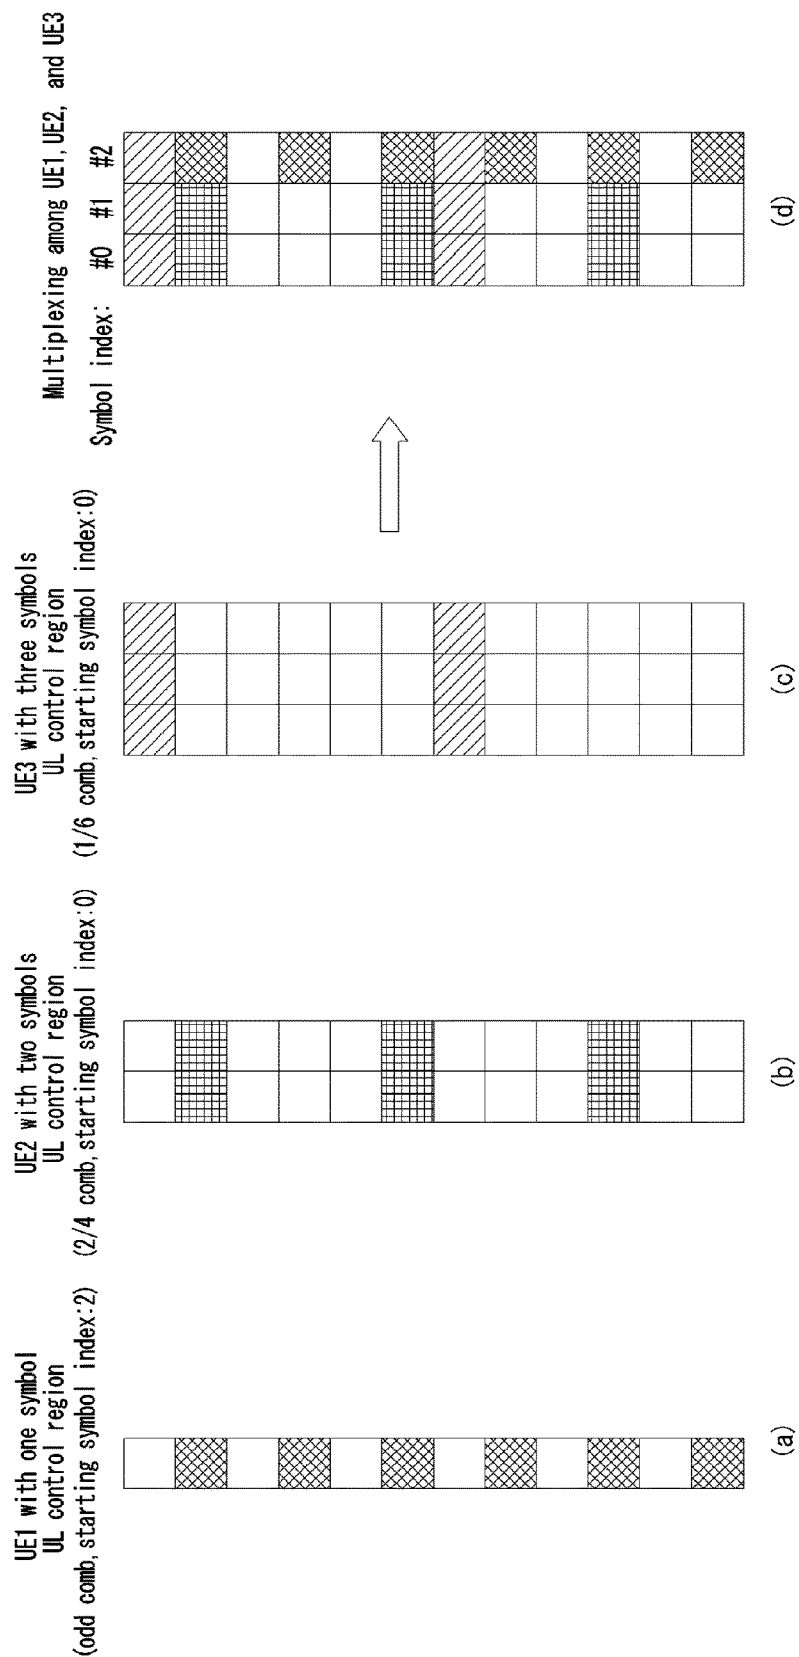 UE1 with one symbol
UL control region
(odd comb,starting symbol index:2)
(a)
UE2 with two symbols
UL control region
(2/4 comb,starting symbol index:0)
(b)
UE3 with three symbols
UL control region
(1/6 comb,starting symbol index:0)
(c)
Multiplexing among UE1,UE2, and UE3
Symbol index: #0 #1 #2
(d)